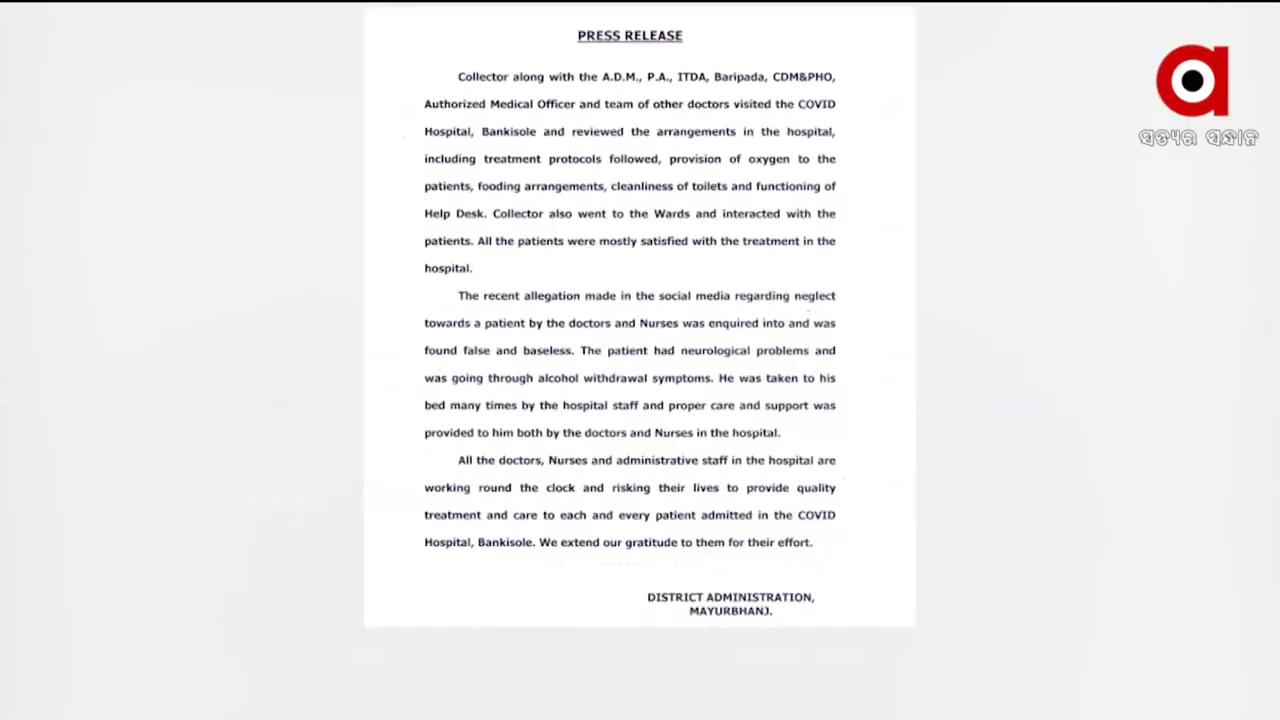 PRESS RELEASE
Collector along with the A.D.M., P.A., ITDA, Baripada, CDM&PHO,
Authorized Medical Officer and team of other doctors visited the COVID
Hospital, Bankisole and reviewed the arrangements in the hospital,
including treatment protocols followed, provision of oxygen to the
patients, fooding arrangements, cleanliness of toilets and functioning of
Help Desk. Collector also went to the Wards and interacted with the
patients. All the patients were mostly satisfied with the treatment in the
hospital.
The recent allegation made in the social media regarding neglect
towards a patient by the doctors and Nurses was enquired into and was
found false and baseless. The patient had neurological problems and
was going through alcohol withdrawal symptoms. He was taken to his
bed many times by the hospital staff and proper care and support was
provided to him both by the doctors and Nurses in the hospital.
All the doctors, Nurses and administrative staff in the hospital are
working round the clock and risking their lives to provide quality
treatment and care to each and every patient admitted in the COVID
Hospital, Bankisole. We extend our gratitude to them for their effort.
DISTRICT ADMINISTRATION,
MAYURBHANJ.
ସତ୍ୟର ସନ୍ଧାନ